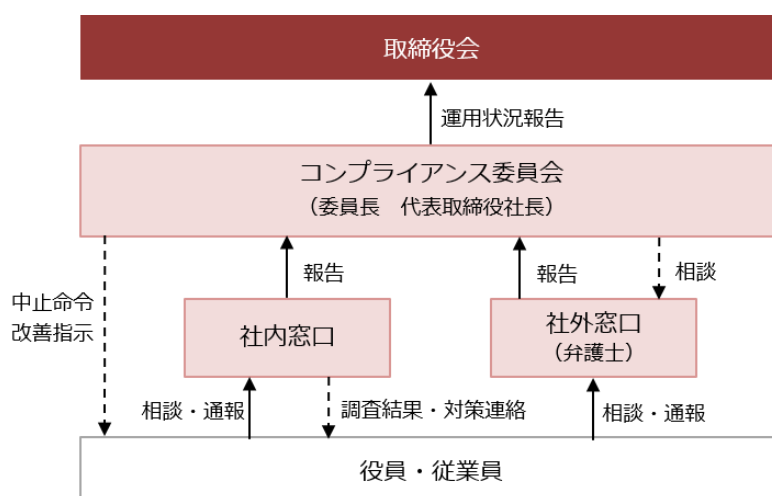 取締役会
運用状況報告
コンプライアンス委員会
（委員長　代表取締役社長）
中止命令
改善指示
報告
報告
相談
社内窓口
社外窓口
（弁護士）
相談・通報
調査結果・対策連絡
相談・通報
役員・従業員